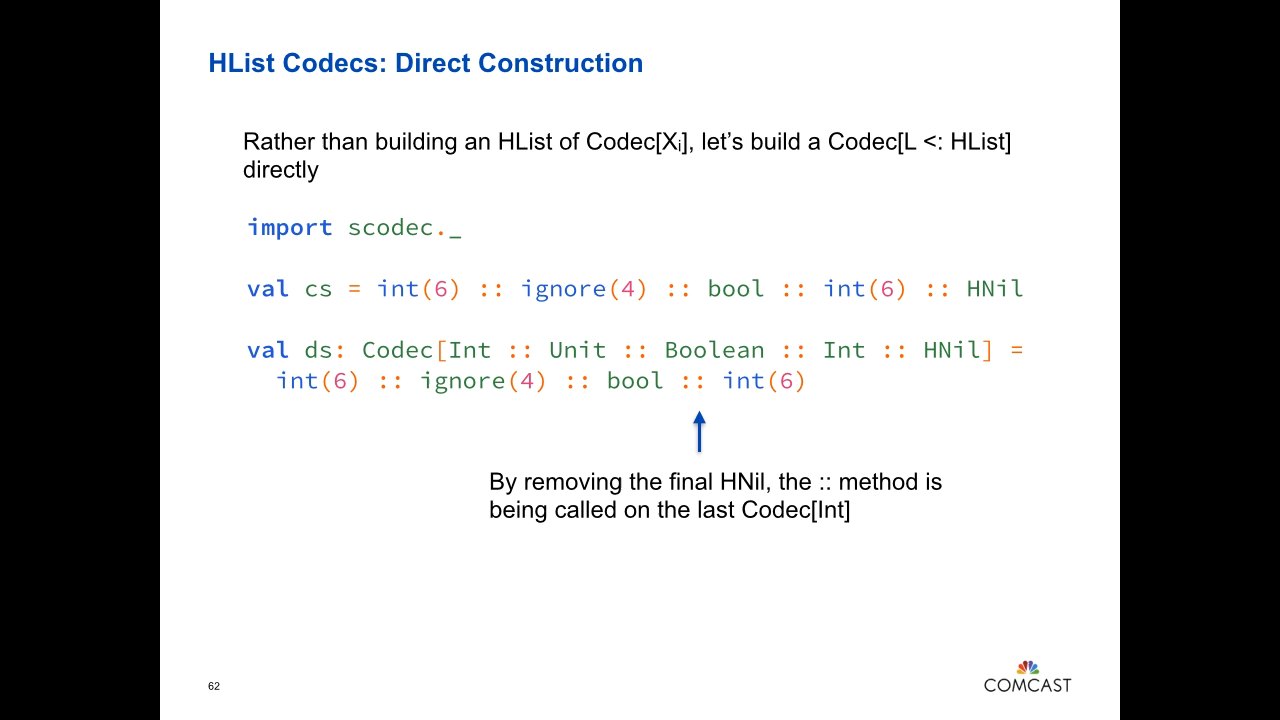 HList Codecs: Direct Construction
Rather than building an HList of Codec[Xi], let’s build a Codec[L <: HList]
directly
import scodec._
val cs = int(6) :: ignore(4) :: bool :: int(6) :: HNil
val ds: Codec[Int :: Unit :: Boolean :: Int :: HNil] =
int(6) :: ignore(4) :: bool :: int(6)
By removing the final HNil, the :: method is
being called on the last Codec[Int]
62
COMCAST